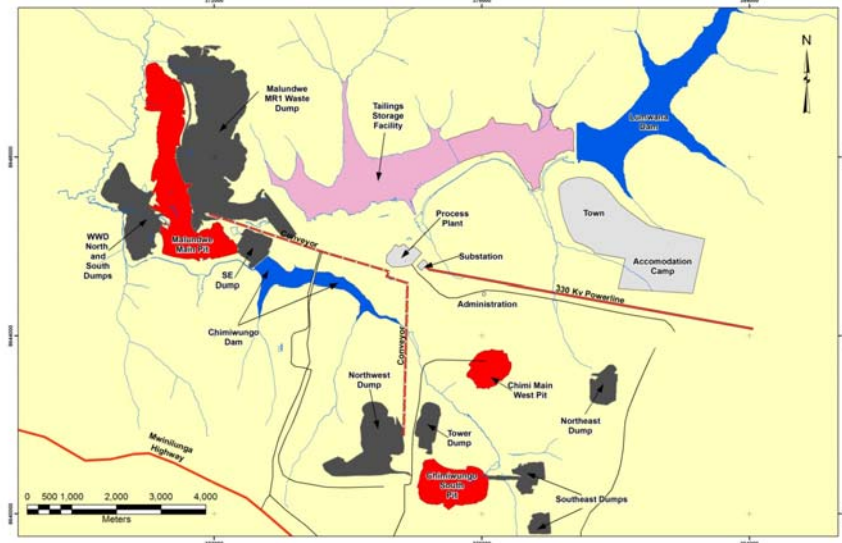 N
Malundwe
MR1 Waste
Dump
Tailings
Storage
Facility
Lumwana
Dam
Town
Process
Plant
WWD
North
and
South
Dumps
Malundwe
Main Pit
Conveyor
Substation
Accomodation
Camp
SE
Dump
330 Kv Powerline
Administration
Chimiwungo
Dam
Conveyor
Northwest
Dump
Chimi Main
West Pit
Northeast
Dump
Tower
Dump
Mwinilunga
Highway
Chimiwungo
South
Pit
Southeast Dumps
0 500 1,000 2,000 3,000 4,000
Meters